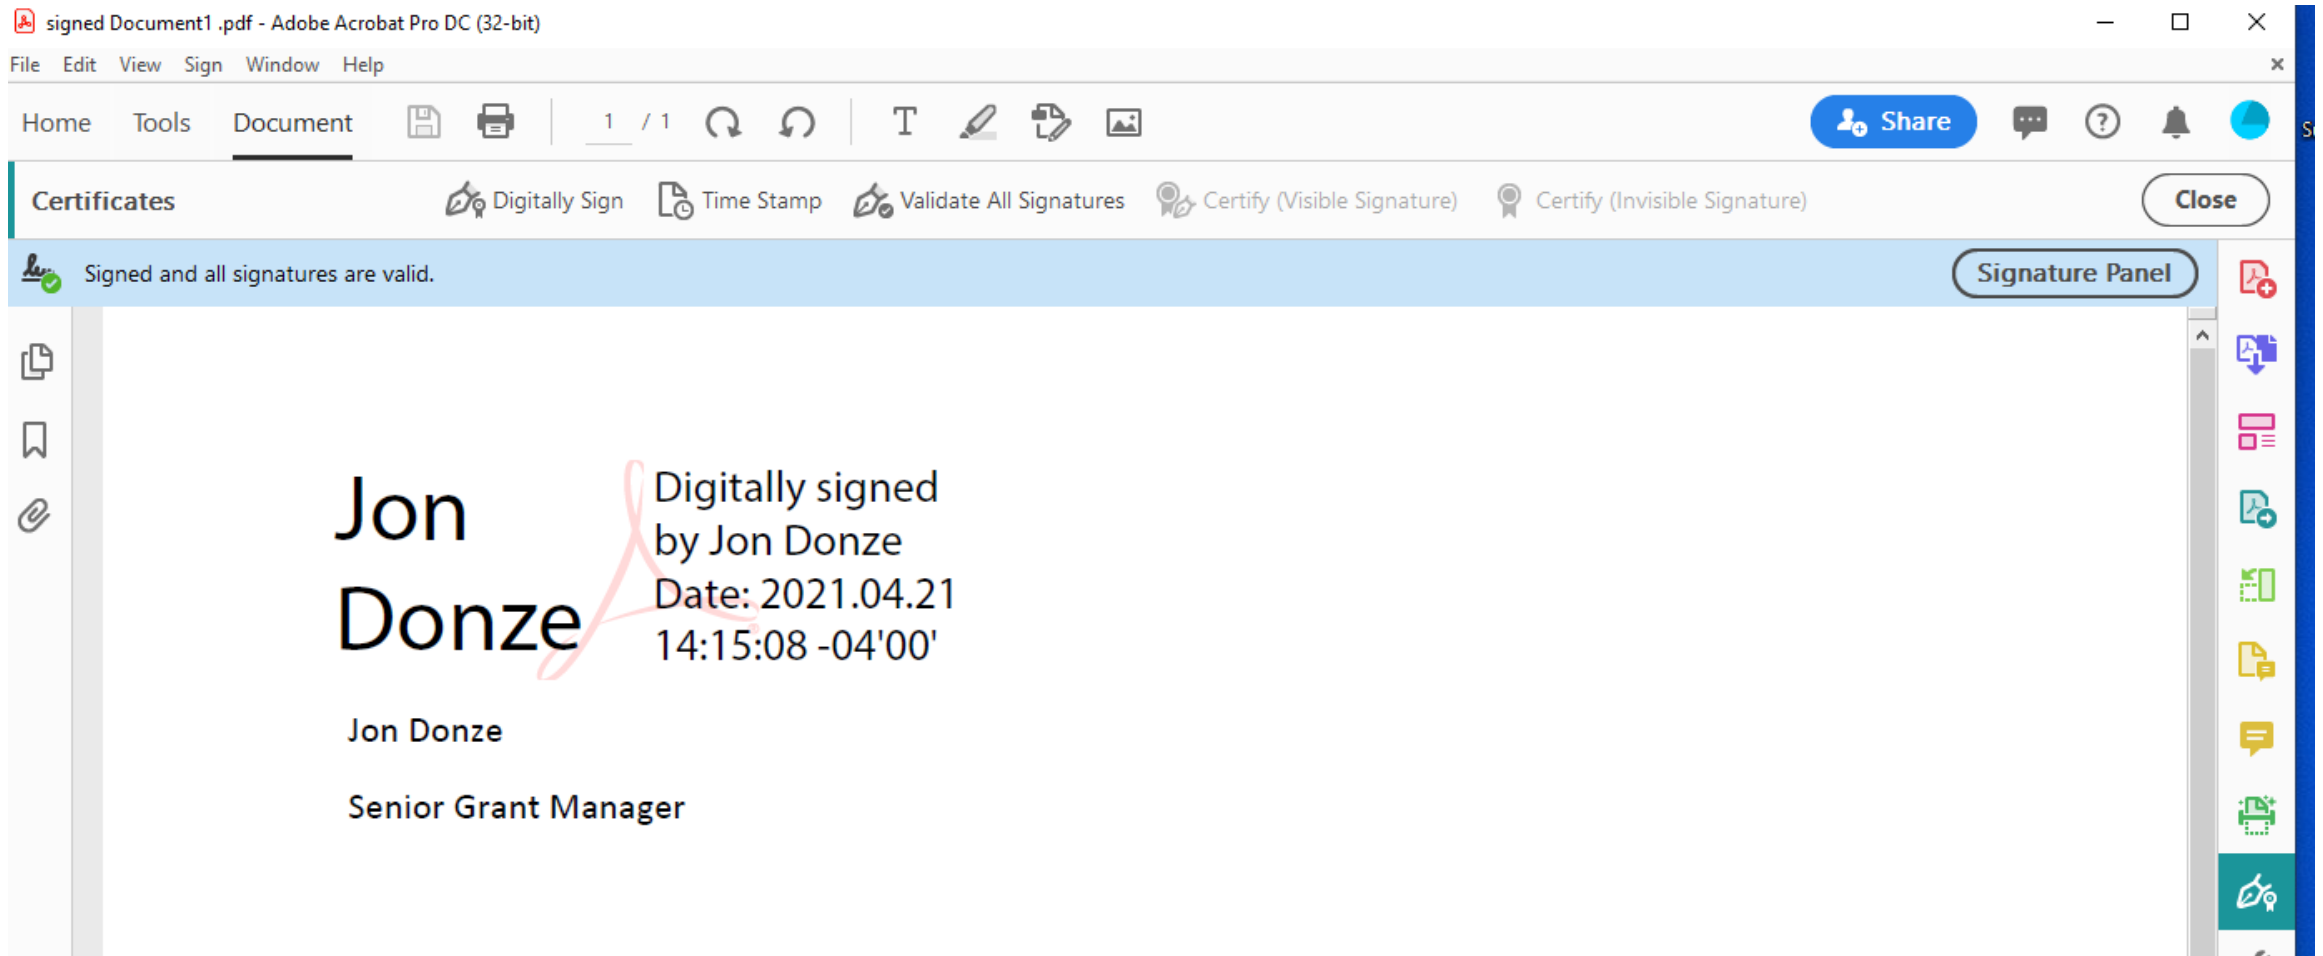 signed Document1 .pdf - Adobe Acrobat Pro DC (32-bit)
File Edit View Sign Window Help
Home Tools Document 1 / 1 Share
Certificates Digitally Sign Time Stamp Validate All Signatures Certify (Visible Signature) Certify (Invisible Signature) Close
Signed and all signatures are valid. Signature Panel
Jon
Donze
Digitally signed
by Jon Donze
Date: 2021.04.21
14:15:08 -04'00'
Jon Donze
Senior Grant Manager